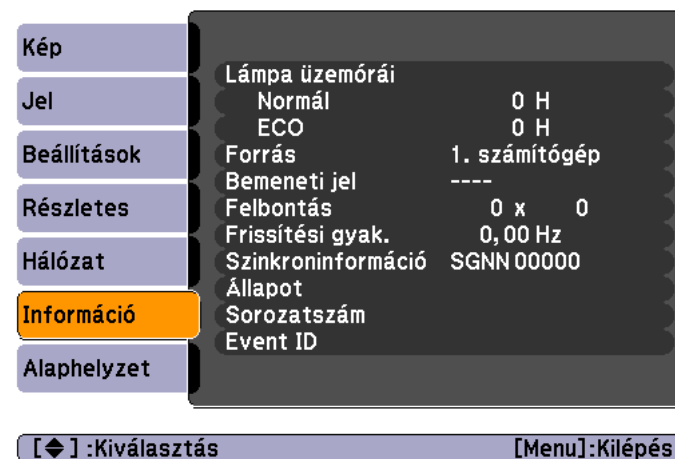 Kép
Jel
Beállítások
Részletes
Hálózat
Információ
Alaphelyzet
Lámpa üzemórái
Normál 0 H
ECO 0 H
Forrás 1. számítógép
Bemeneti jel ----
Felbontás 0 x 0
Frissítési gyak. 0,00 Hz
Szinkroninformáció SGNN 00000
Állapot
Sorozatszám
Event ID
[◆] :Kiválasztás [Menu]:Kilépés